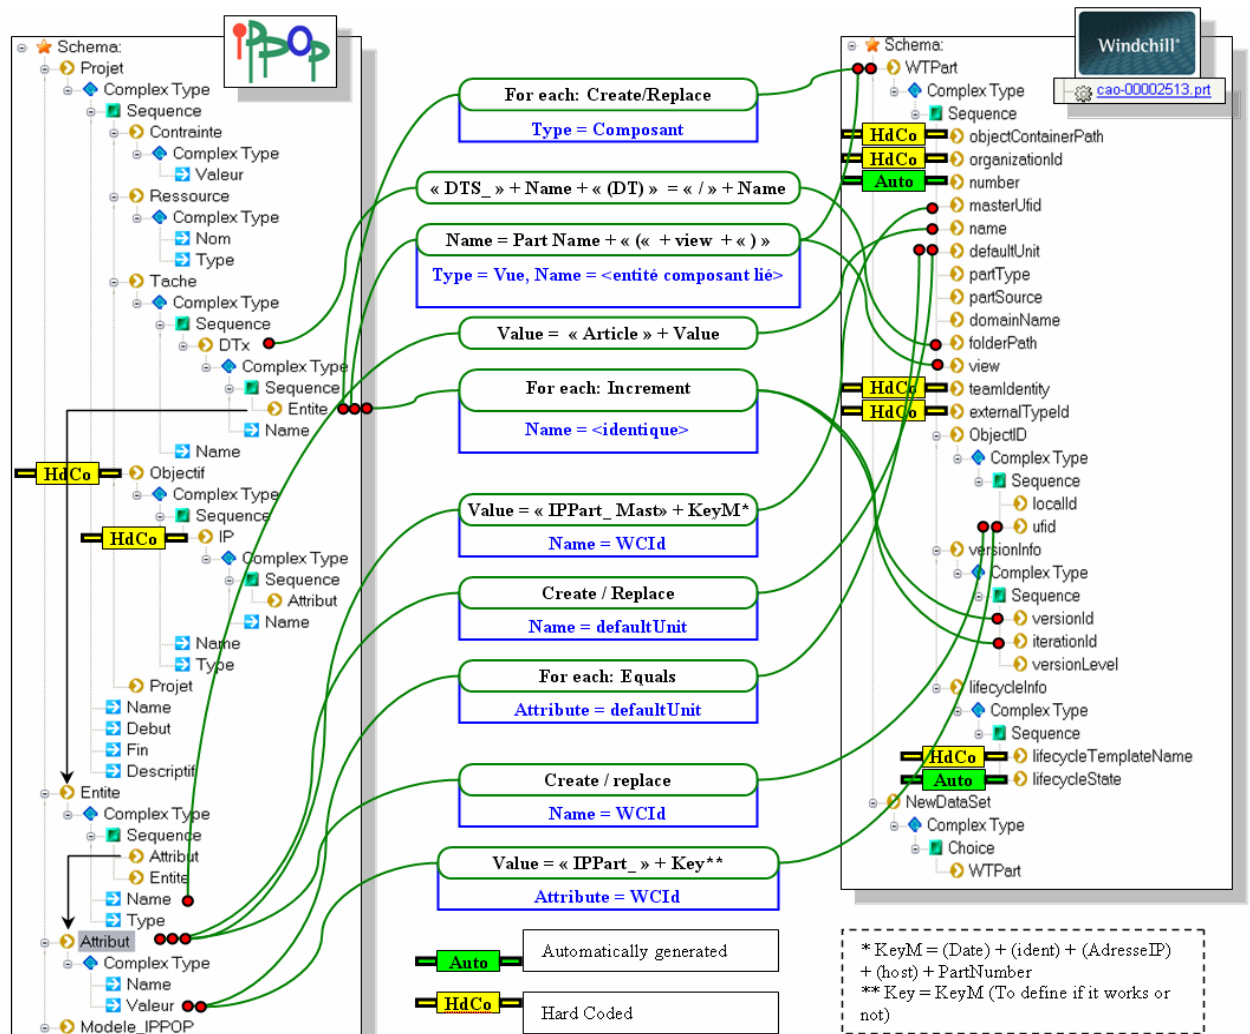 IPPOP
Schema:
Projet
Complex Type
Sequence
Contrainte
Complex Type
Valeur
Ressource
Complex Type
Nom
Type
Tache
Complex Type
Sequence
DTx
Complex Type
Sequence
Entite
Name
Name
HdCo
Objectif
Complex Type
Sequence
HdCo
IP
Complex Type
Sequence
Attribut
Name
Name
Type
Projet
Name
Debut
Fin
Descriptif
Entite
Complex Type
Sequence
Attribut
Entite
Name
Type
Attribut
Complex Type
Name
Valeur
Modele_IPPOP
For each: Create/Replace
Type = Composant
« DTS_ » + Name + « (DT) » = « / » + Name
Name = Part Name + « (« + view + « ) »
Type = Vue, Name = <entité composant lié>
Value = « Article » + Value
For each: Increment
Name = <identique>
Value = « IPPart_ Mast» + KeyM*
Name = WCId
Create / Replace
Name = defaultUnit
For each: Equals
Attribute = defaultUnit
Create / replace
Name = WCId
Value = « IPPart_ » + Key**
Attribute = WCId
Auto
Automatically generated
HdCo
Hard Coded
Windchill
cao-00002513.prt
Schema:
WTPart
Complex Type
Sequence
HdCo
objectContainerPath
HdCo
organizationId
Auto
number
masterUfid
name
defaultUnit
partType
partSource
domainName
folderPath
view
HdCo
teamIdentity
HdCo
externalTypeId
ObjectID
Complex Type
Sequence
localId
ufid
versionInfo
Complex Type
Sequence
versionId
iterationId
versionLevel
lifecycleInfo
Complex Type
Sequence
HdCo
lifecycleTemplateName
Auto
lifecycleState
NewDataSet
Complex Type
Choice
WTPart
* KeyM = (Date) + (ident) + (AdresseIP)
+ (host) + PartNumber
** Key = KeyM (To define if it works or
not)